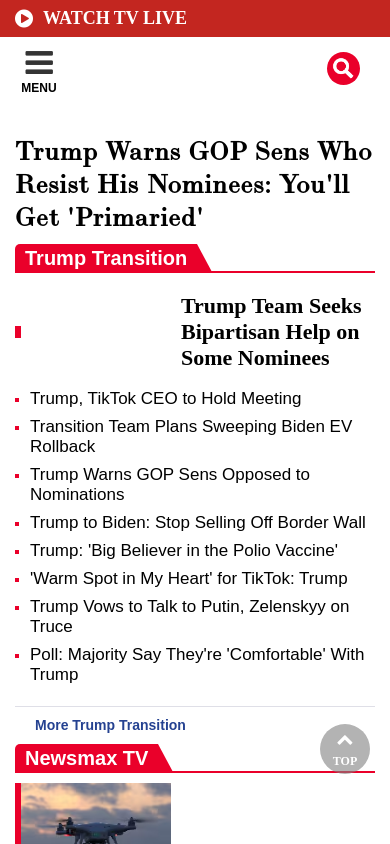 WATCH TV LIVE
MENU
Trump Warns GOP Sens Who
Resist His Nominees: You'll
Get 'Primaried'
Trump Transition
Trump Team Seeks
Bipartisan Help on
Some Nominees
Trump, TikTok CEO to Hold Meeting
Transition Team Plans Sweeping Biden EV
Rollback
Trump Warns GOP Sens Opposed to
Nominations
Trump to Biden: Stop Selling Off Border Wall
Trump: 'Big Believer in the Polio Vaccine'
'Warm Spot in My Heart' for TikTok: Trump
Trump Vows to Talk to Putin, Zelenskyy on
Truce
Poll: Majority Say They're 'Comfortable' With
Trump
More Trump Transition
TOP
Newsmax TV